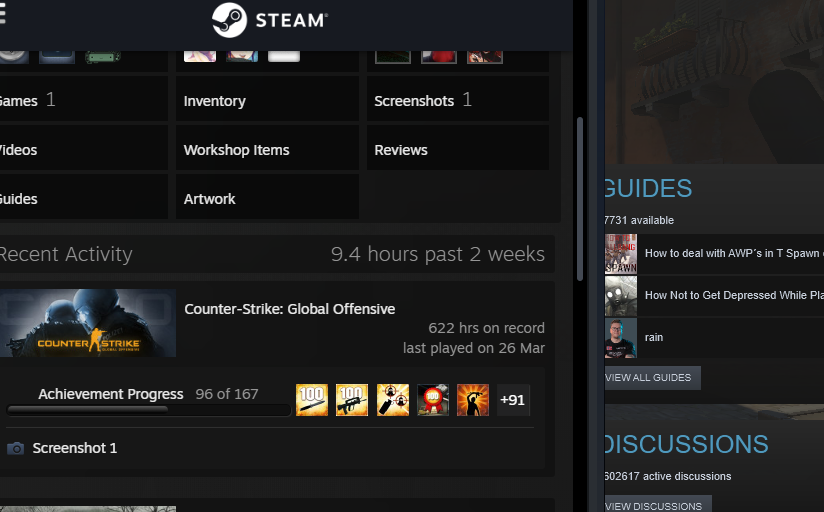 STEAM
Games 1
Inventory
Screenshots 1
Videos
Workshop Items
Reviews
Guides
Artwork
Recent Activity
9.4 hours past 2 weeks
Counter-Strike: Global Offensive
622 hrs on record
last played on 26 Mar
COUNTER STRIKE
GLOBAL OFFENSIVE
Achievement Progress 96 of 167
100
100
100
+91
Screenshot 1
GUIDES
7731 available
SPAWN
How to deal with AWP's in T Spawn
How Not to Get Depressed While Pla
rain
VIEW ALL GUIDES
DISCUSSIONS
602617 active discussions
VIEW DISCUSSIONS